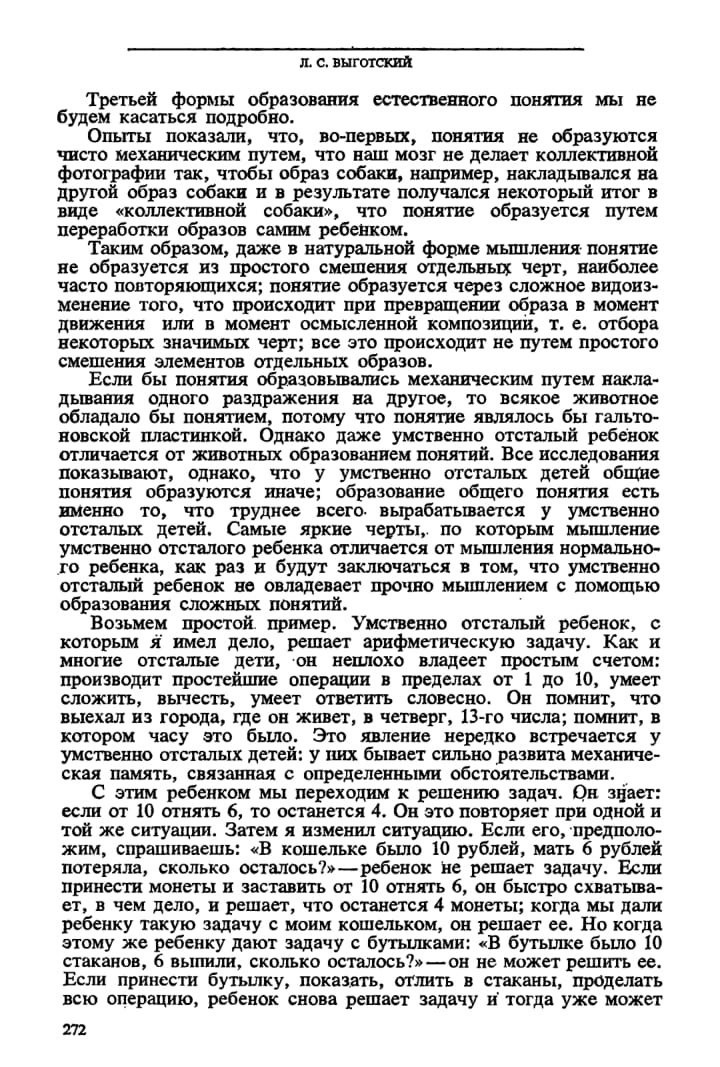 Л. С. ВЫГОТСКИЙ
Третьей формы образования естественного понятия мы не
будем касаться подробно.
Опыты показали, что, во-первых, понятия не образуются
чисто механическим путем, что наш мозг не делает коллективной
фотографии так, чтобы образ собаки, например, накладывался на
другой образ собаки и в результате получался некоторый итог в
виде «коллективной собаки», что понятие образуется путем
переработки образов самим ребенком.
Таким образом, даже в натуральной форме мышления понятие
не образуется из простого смешения отдельных черт, наиболее
часто повторяющихся; понятие образуется через сложное видоиз-
менение того, что происходит при превращении образа в момент
движения или в момент осмысленной композиции, т. е. отбора
некоторых значимых черт; все это происходит не путем простого
смешения элементов отдельных образов.
Если бы понятия образовывались механическим путем накла-
дывания одного раздражения на другое, то всякое животное
обладало бы понятием, потому что понятие являлось бы гальто-
новской пластинкой. Однако даже умственно отсталый ребенок
отличается от животных образованием понятий. Все исследования
показывают, однако, что у умственно отсталых детей общие
понятия образуются иначе; образование общего понятия есть
именно то, что труднее всего вырабатывается у умственно
отсталых детей. Самые яркие черты, по которым мышление
умственно отсталого ребенка отличается от мышления нормально-
го ребенка, как раз и будут заключаться в том, что умственно
отсталый ребенок не овладевает прочно мышлением с помощью
образования сложных понятий.
Возьмем простой пример. Умственно отсталый ребенок, с
которым я имел дело, решает арифметическую задачу. Как и
многие отсталые дети, он неплохо владеет простым счетом:
производит простейшие операции в пределах от 1 до 10, умеет
сложить, вычесть, умеет ответить словесно. Он помнит, что
выехал из города, где он живет, в четверг, 13-го числа; помнит, в
котором часу это было. Это явление нередко встречается у
умственно отсталых детей: у них бывает сильно развита механиче-
ская память, связанная с определенными обстоятельствами.
С этим ребенком мы переходим к решению задач. Он знает:
если от 10 отнять 6, то останется 4. Он это повторяет при одной и
той же ситуации. Затем я изменил ситуацию. Если его, предполо-
жим, спрашиваешь: «В кошельке было 10 рублей, мать 6 рублей
потеряла, сколько осталось?» — ребенок не решает задачу. Если
принести монеты и заставить от 10 отнять 6, он быстро схватыва-
ет, в чем дело, и решает, что останется 4 монеты; когда мы дали
ребенку такую задачу с моим кошельком, он решает ее. Но когда
этому же ребенку дают задачу с бутылками: «В бутылке было 10
стаканов, 6 выпили, сколько осталось?» — он не может решить ее.
Если принести бутылку, показать, отлить в стаканы, проделать
всю операцию, ребенок снова решает задачу и тогда уже может
272